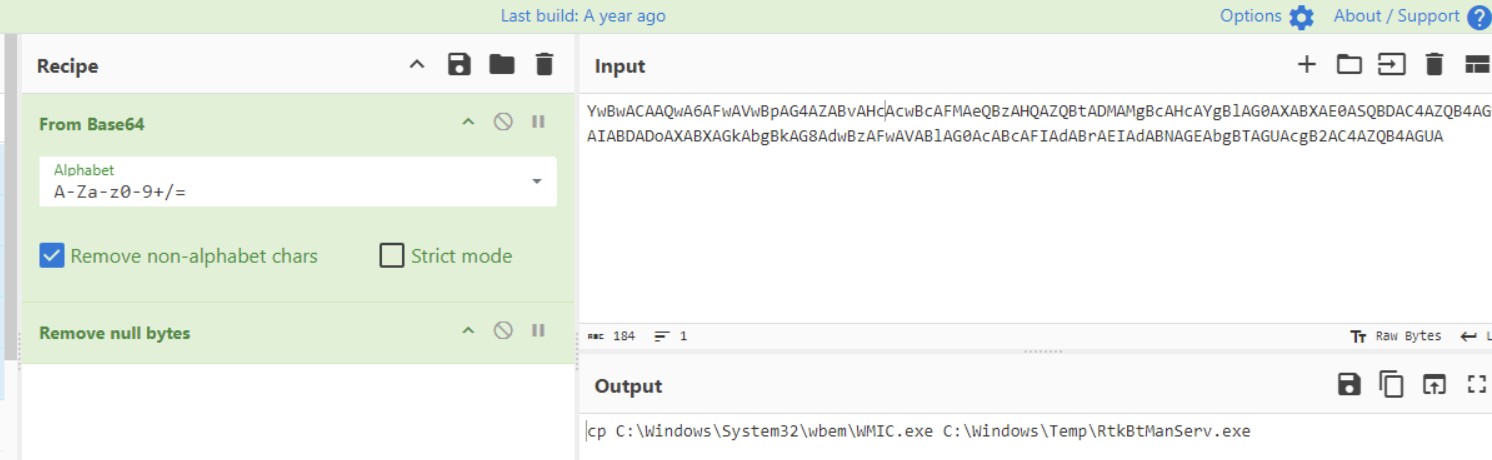 Last build: A year ago
Options
About / Support
Recipe
From Base64
Alphabet
A-Za-z0-9+/=
Remove non-alphabet chars
Strict mode
Remove null bytes
Input
YwBwACAAQwA6AFwAVwBpAG4AZABvAHcAcwBcAFMAeQBzAHQAZQBtADMAMgBcAHcAYgBlAG0AXABXAE0ASQBDAC4AZQB4AG
AIABDADoAXABXAGkAbgBkAG8AdwBzAFwAVABlAG0AcABcAFIAdABrAEIAdABNAGEAbgBTAGUAcgB2AC4AZQB4AGUA
184
1
Raw Bytes
L
Output
cp C:\Windows\System32\wbem\WMIC.exe C:\Windows\Temp\RtkBtManServ.exe